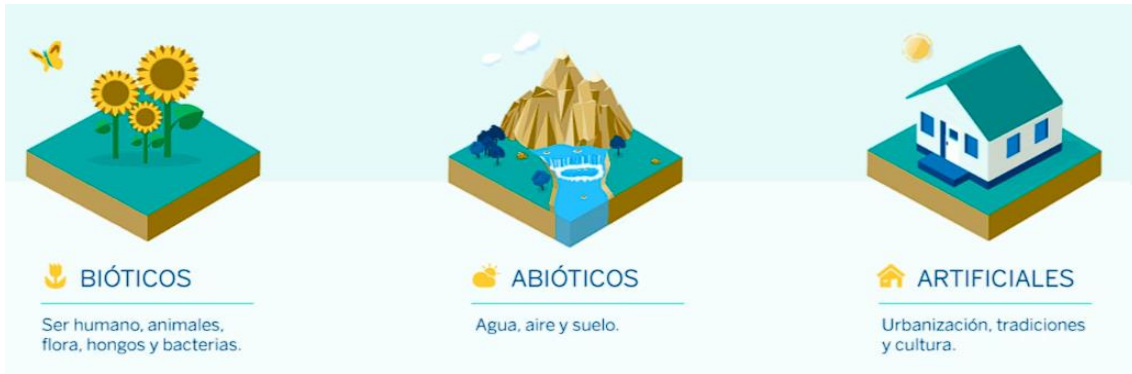 BIÓTICOS
Ser humano, animales,
flora, hongos y bacterias.
ABIÓTICOS
Agua, aire y suelo.
ARTIFICIALES
Urbanización, tradiciones
y cultura.